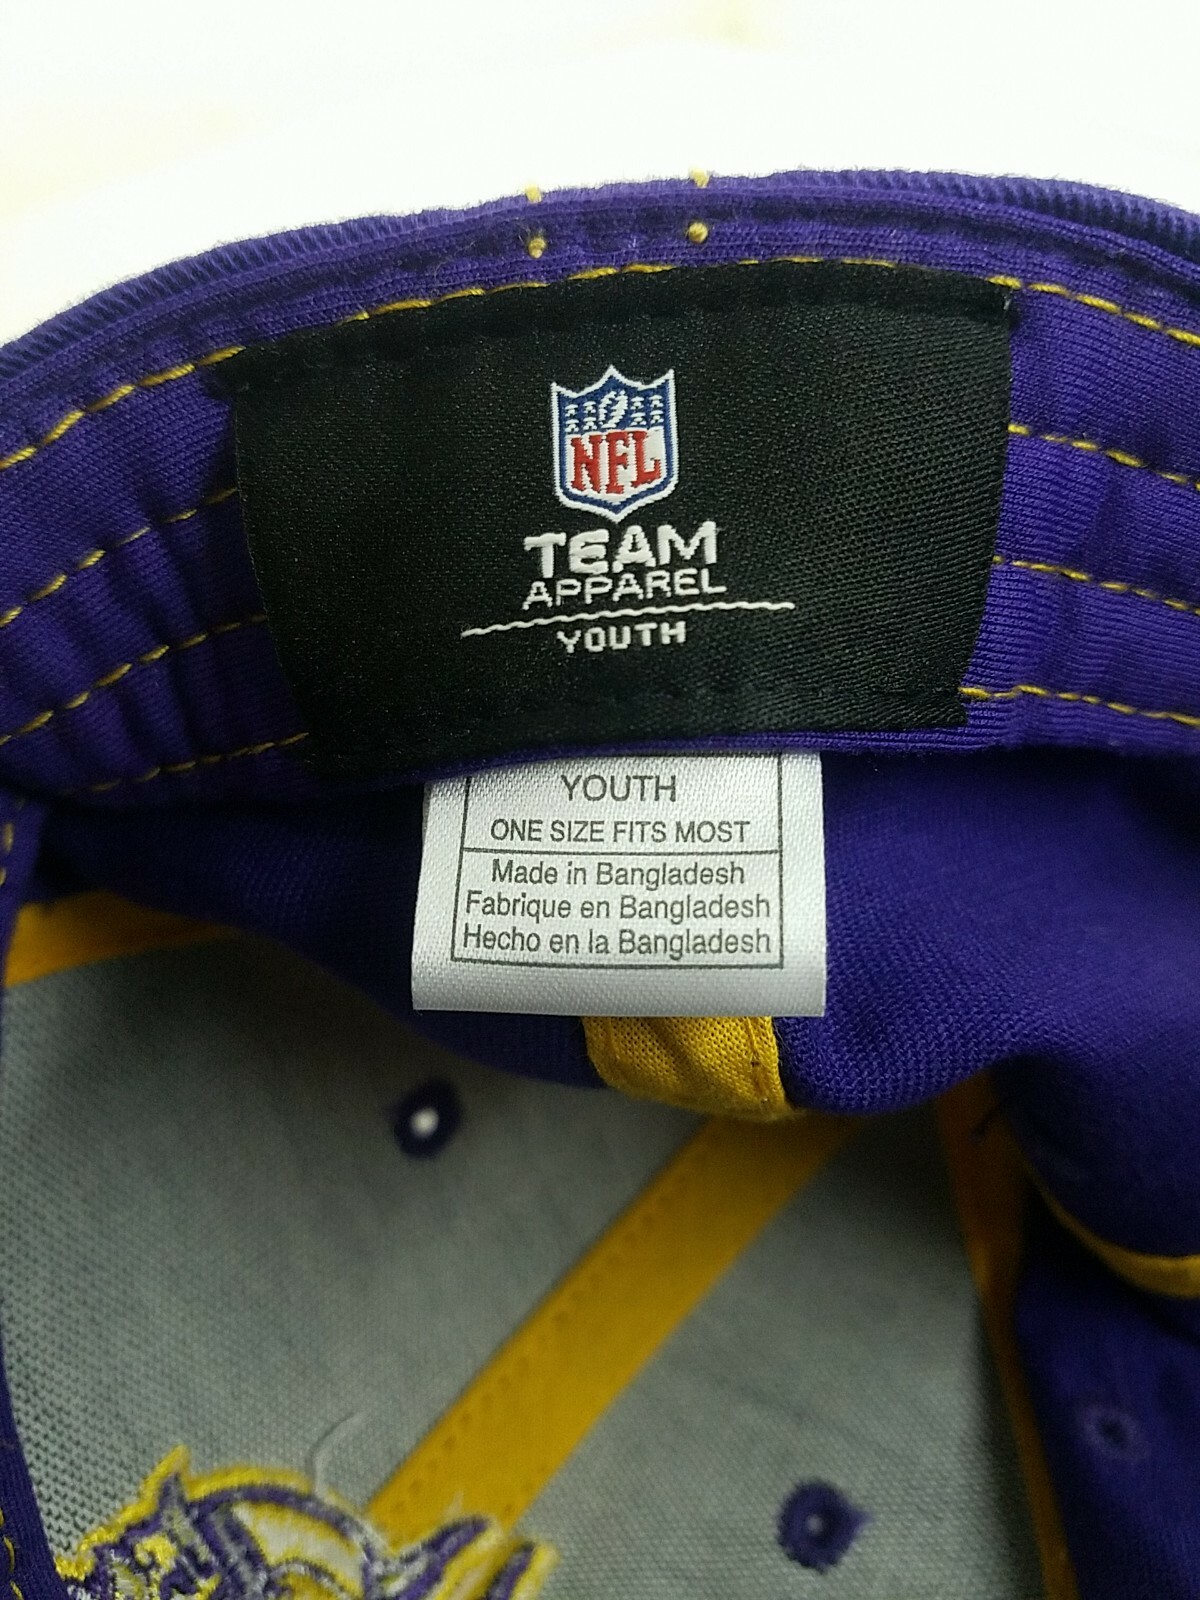 NFL
TEAM
APPAREL
YOUTH
YOUTH
ONE SIZE FITS MOST
Made in Bangladesh
Fabrique en Bangladesh
Hecho en la Bangladesh